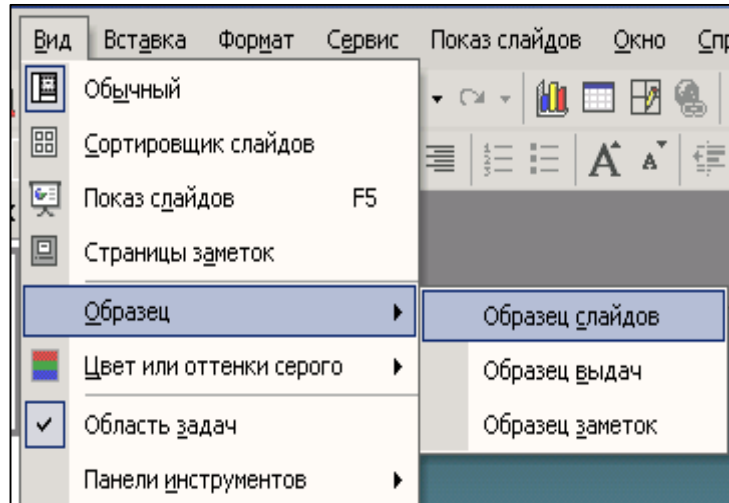 Вид Вставка Формат Сервис Показ слайдов Окно Спр
Обычный
Сортировщик слайдов
Показ слайдов F5
Страницы заметок
Образец
Образец слайдов
Цвет или оттенки серого
Образец выдач
Область задач
Образец заметок
Панели инструментов